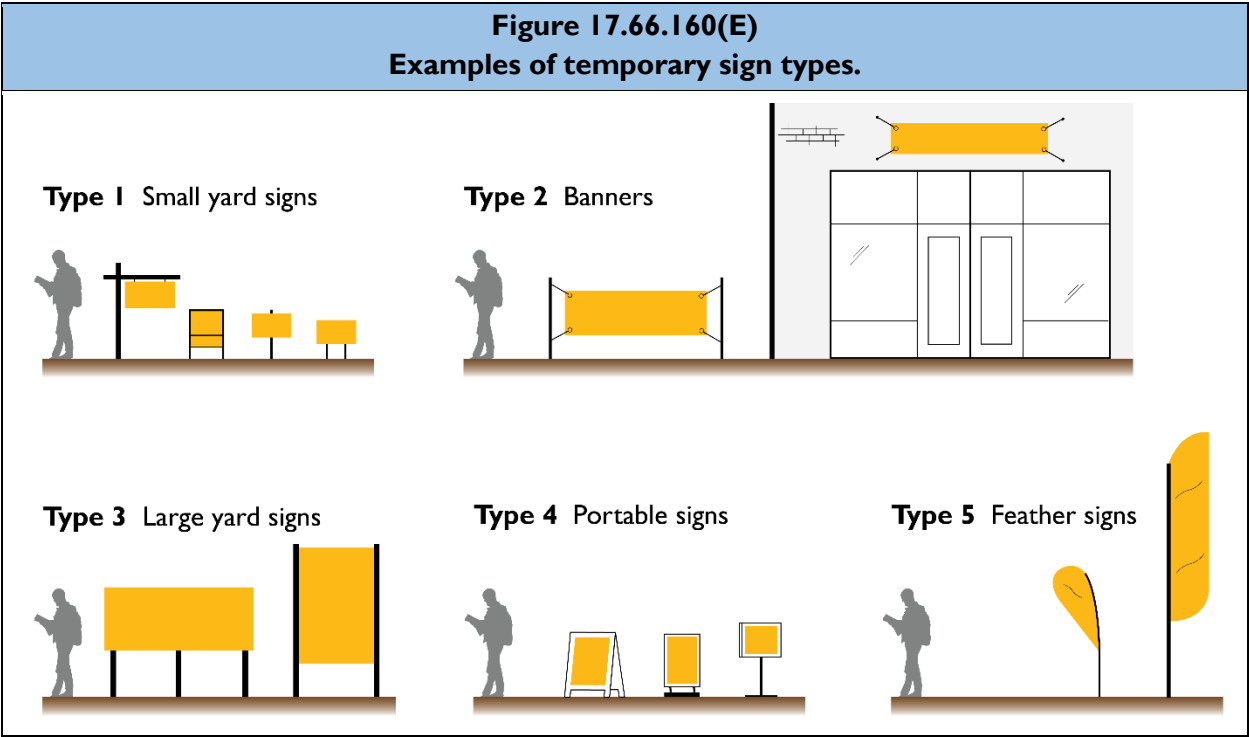 Figure 17.66.160(E)
Examples of temporary sign types.
Type 1 Small yard signs
Type 2 Banners
Type 3 Large yard signs
Type 4 Portable signs
Type 5 Feather signs